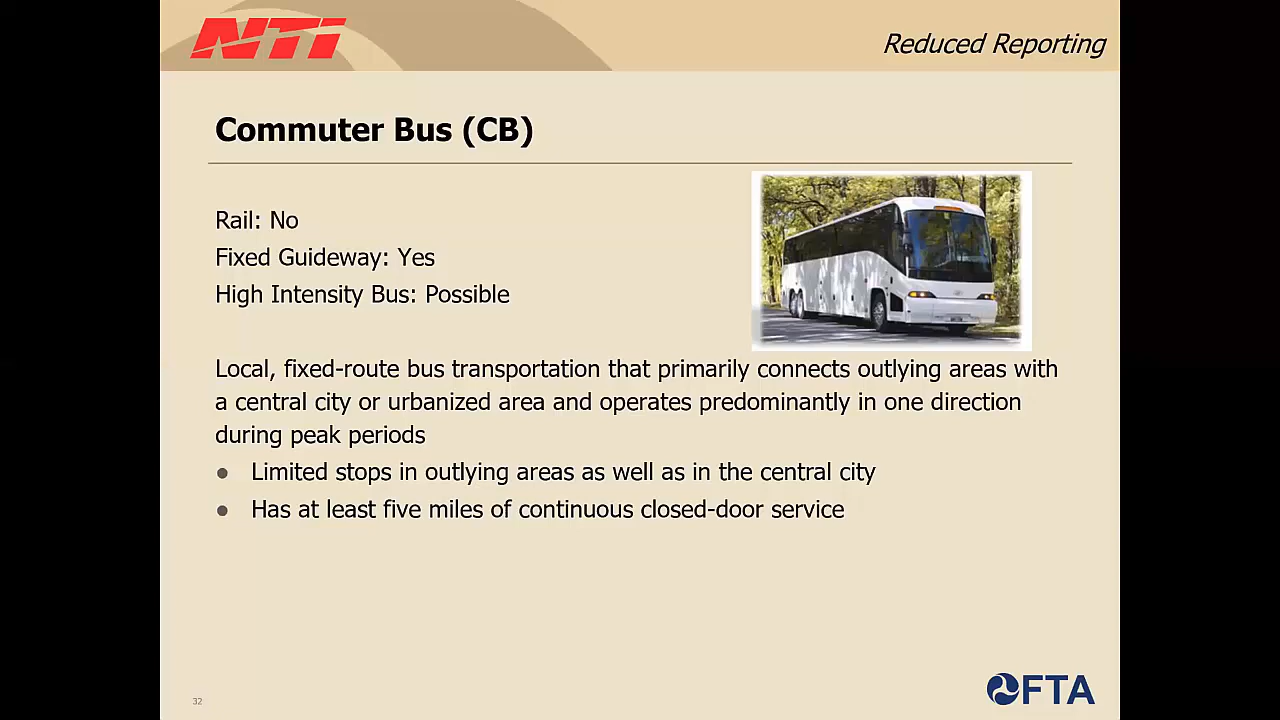 NTI
Reduced Reporting
Commuter Bus (CB)
Rail: No
Fixed Guideway: Yes
High Intensity Bus: Possible
Local, fixed-route bus transportation that primarily connects outlying areas with
a central city or urbanized area and operates predominantly in one direction
during peak periods
● Limited stops in outlying areas as well as in the central city
● Has at least five miles of continuous closed-door service
32
FTA